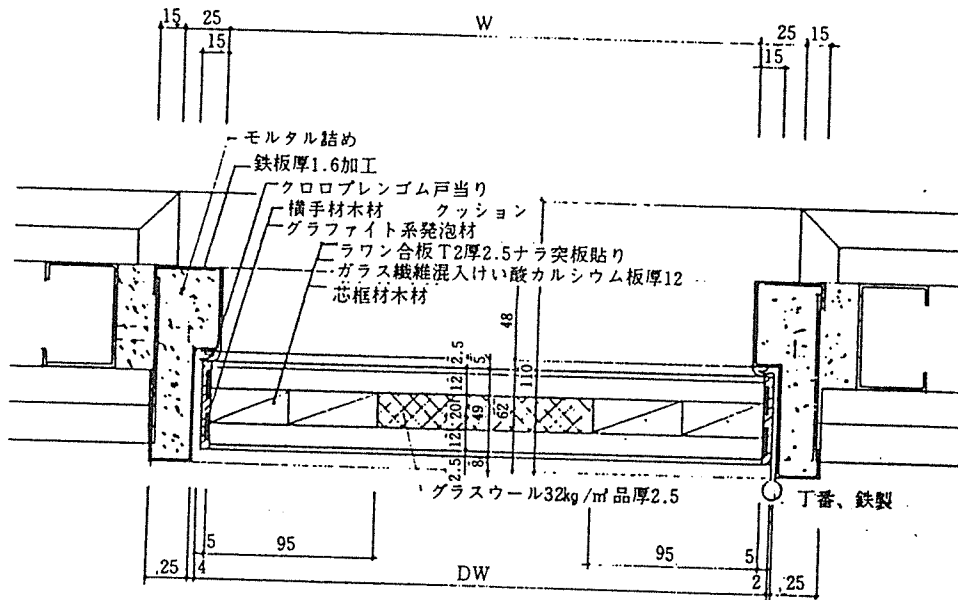 15 25 W 25 15
15 15
モルタル詰め
鉄板厚1.6加工
クロロプレンゴム戸当り
横手材木材 クッション
グラファイト系発泡材
ラワン合板T2厚2.5ナラ突板貼り
ガラス繊維混入けい酸カルシウム板厚12
芯框材木材
48
110
2.5 5
12
20 49 62
12
2.5 8
グラスウール32kg/㎥品厚2.5
丁番、鉄製
5 95 95 5
25 4 DW 2 25